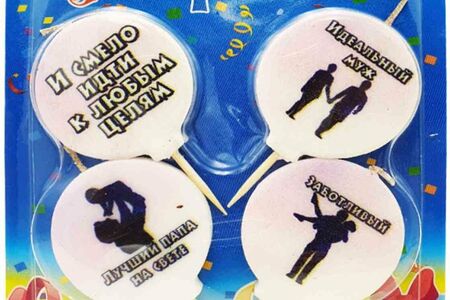 И СМЕЛО
ИДТИ
К ЛЮБЫМ
ЦЕЛЯМ
ИДЕАЛЬНЫЙ
МУЖ
ЛУЧШИЙ ПАПА
НА СВЕТЕ
ЗАБОТЛИВЫЙ